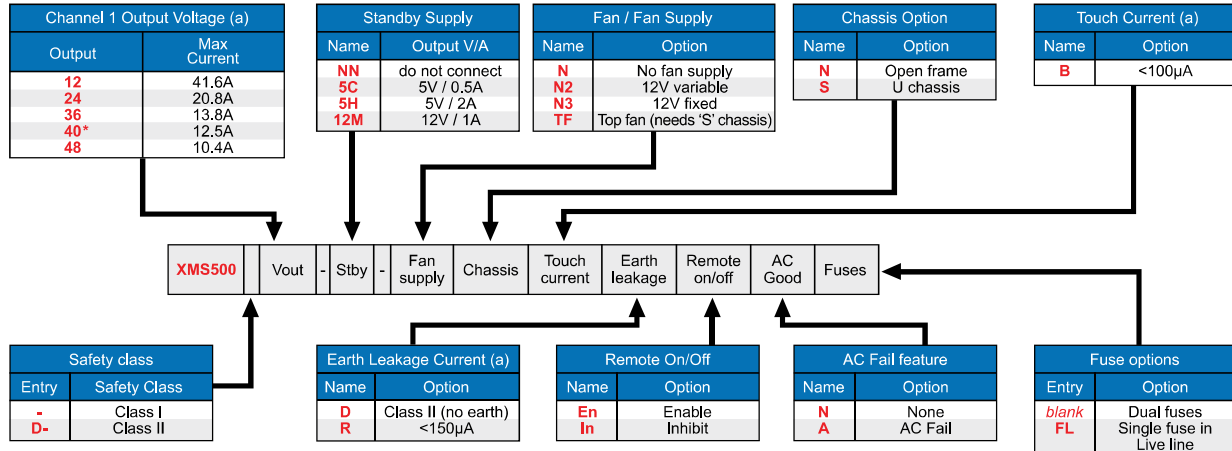 Channel 1 Output Voltage (a)
Output Max Current
12 41.6A
24 20.8A
36 13.8A
40* 12.5A
48 10.4A
Standby Supply
Name Output V/A
NN do not connect
5C 5V / 0.5A
5H 5V / 2A
12M 12V / 1A
Fan / Fan Supply
Name Option
N No fan supply
N2 12V variable
N3 12V fixed
TF Top fan (needs 'S' chassis)
Chassis Option
Name Option
N Open frame
S U chassis
Touch Current (a)
Name Option
B <100µA
XMS500 Vout - Stby - Fan supply Chassis Touch current Earth leakage Remote on/off AC Good Fuses
Safety class
Entry Safety Class
- Class I
D- Class II
Earth Leakage Current (a)
Name Option
D Class II (no earth)
R <150µA
Remote On/Off
Name Option
En Enable
In Inhibit
AC Fail feature
Name Option
N None
A AC Fail
Fuse options
Entry Option
blank Dual fuses
FL Single fuse in
Live line